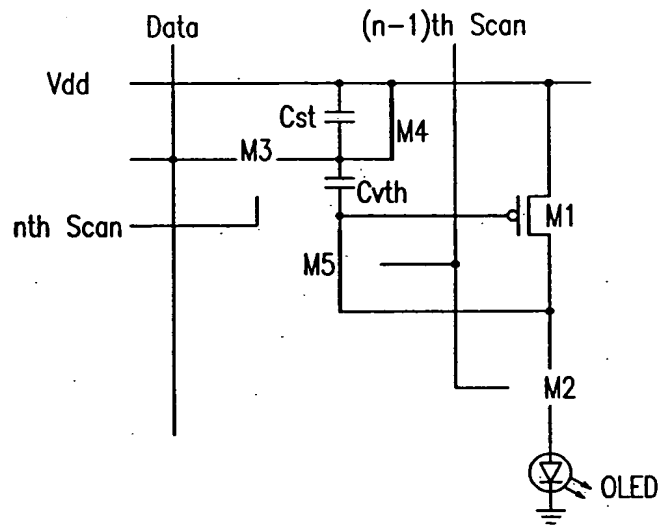 Data
(n-1)th Scan
Vdd
Cst
M4
M3
Cvth
nth Scan
M1
M5
M2
OLED